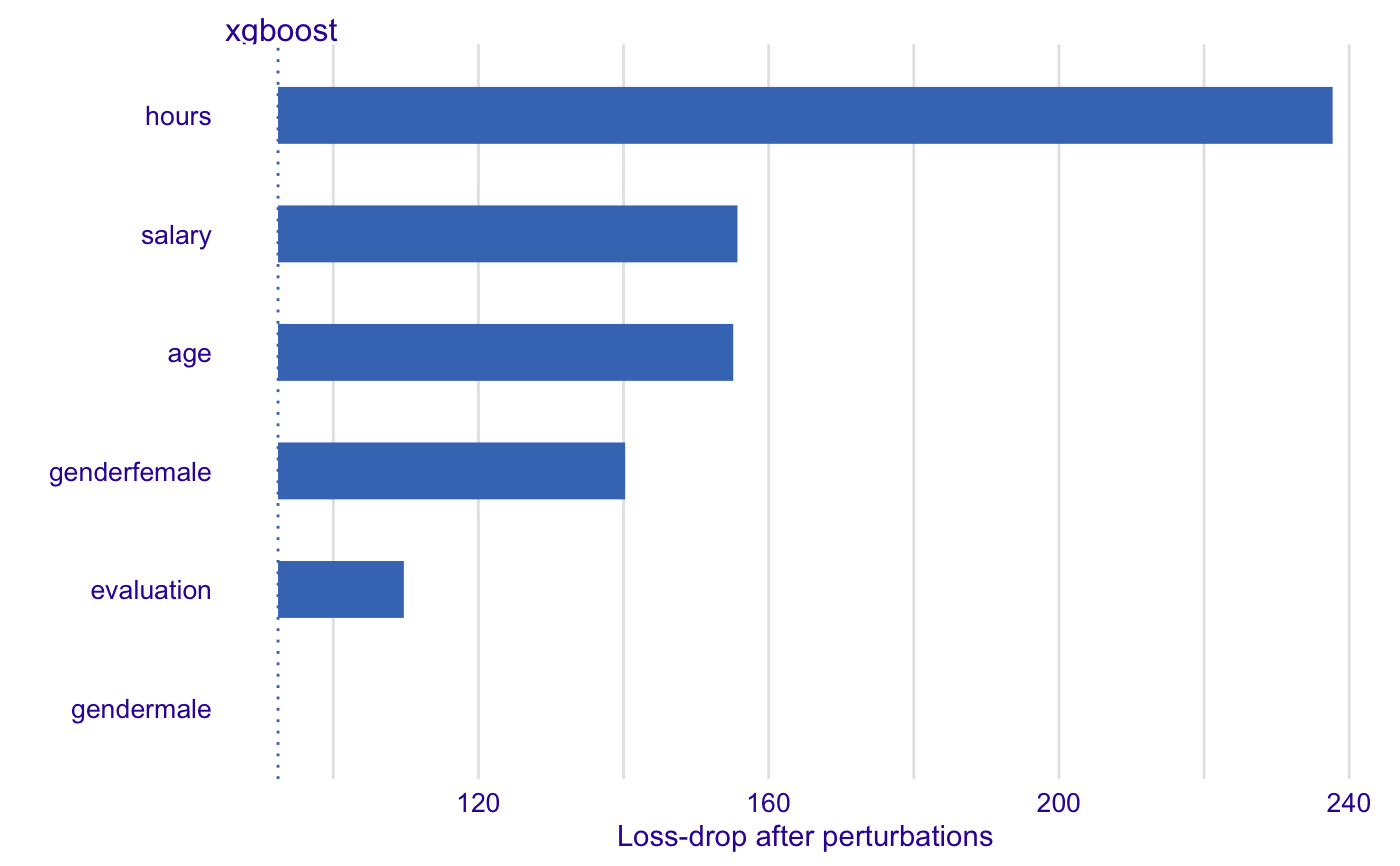 xgboost
hours
salary
age
genderfemale
evaluation
gendermale
120 160 200 240
Loss-drop after perturbations